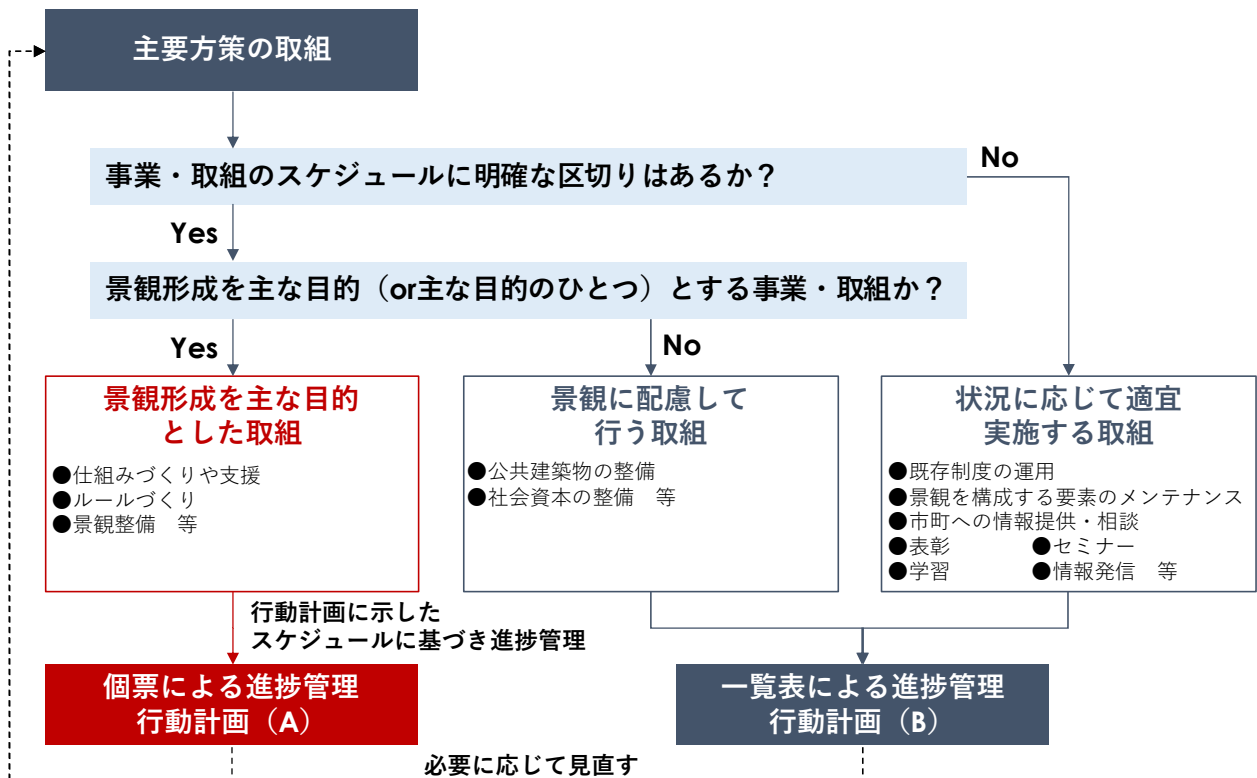 主要方策の取組
No
事業・取組のスケジュールに明確な区切りはあるか？
Yes
景観形成を主な目的（or主な目的のひとつ）とする事業・取組か？
Yes
No
景観形成を主な目的
とした取組
●仕組みづくりや支援
●ルールづくり
●景観整備　等
景観に配慮して
行う取組
●公共建築物の整備
●社会資本の整備　等
状況に応じて適宜
実施する取組
●既存制度の運用
●景観を構成する要素のメンテナンス
●市町への情報提供・相談
●表彰　●セミナー
●学習　●情報発信　等
行動計画に示した
スケジュールに基づき進捗管理
個票による進捗管理
行動計画（A）
一覧表による進捗管理
行動計画（B）
必要に応じて見直す